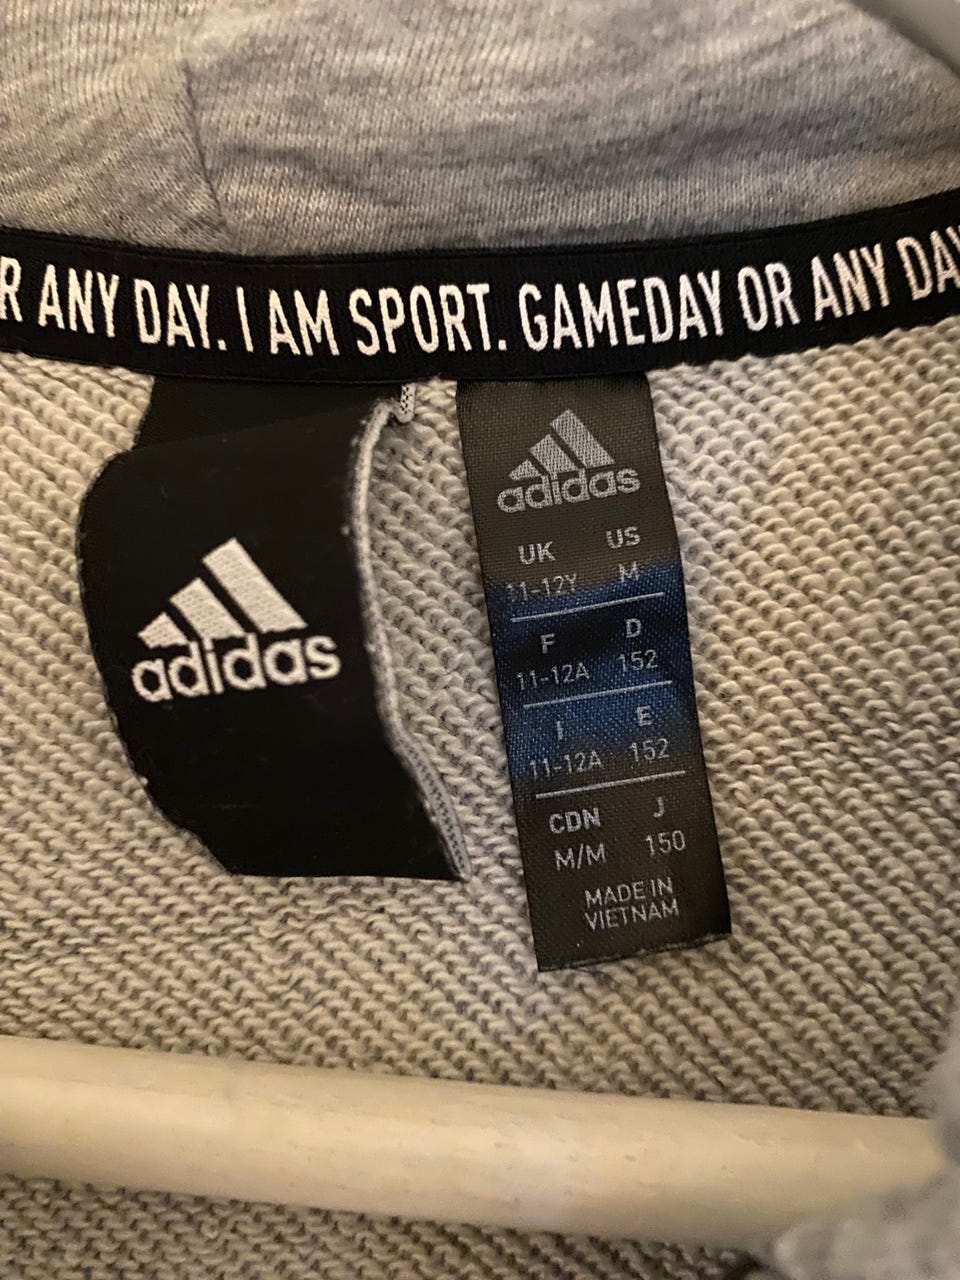 R ANY DAY. I AM SPORT. GAMEDAY OR ANY DAY
adidas
adidas
UK US
11-12Y M
F D
11-12A 152
I E
11-12A 152
CDN J
M/M 150
MADE IN
VIETNAM